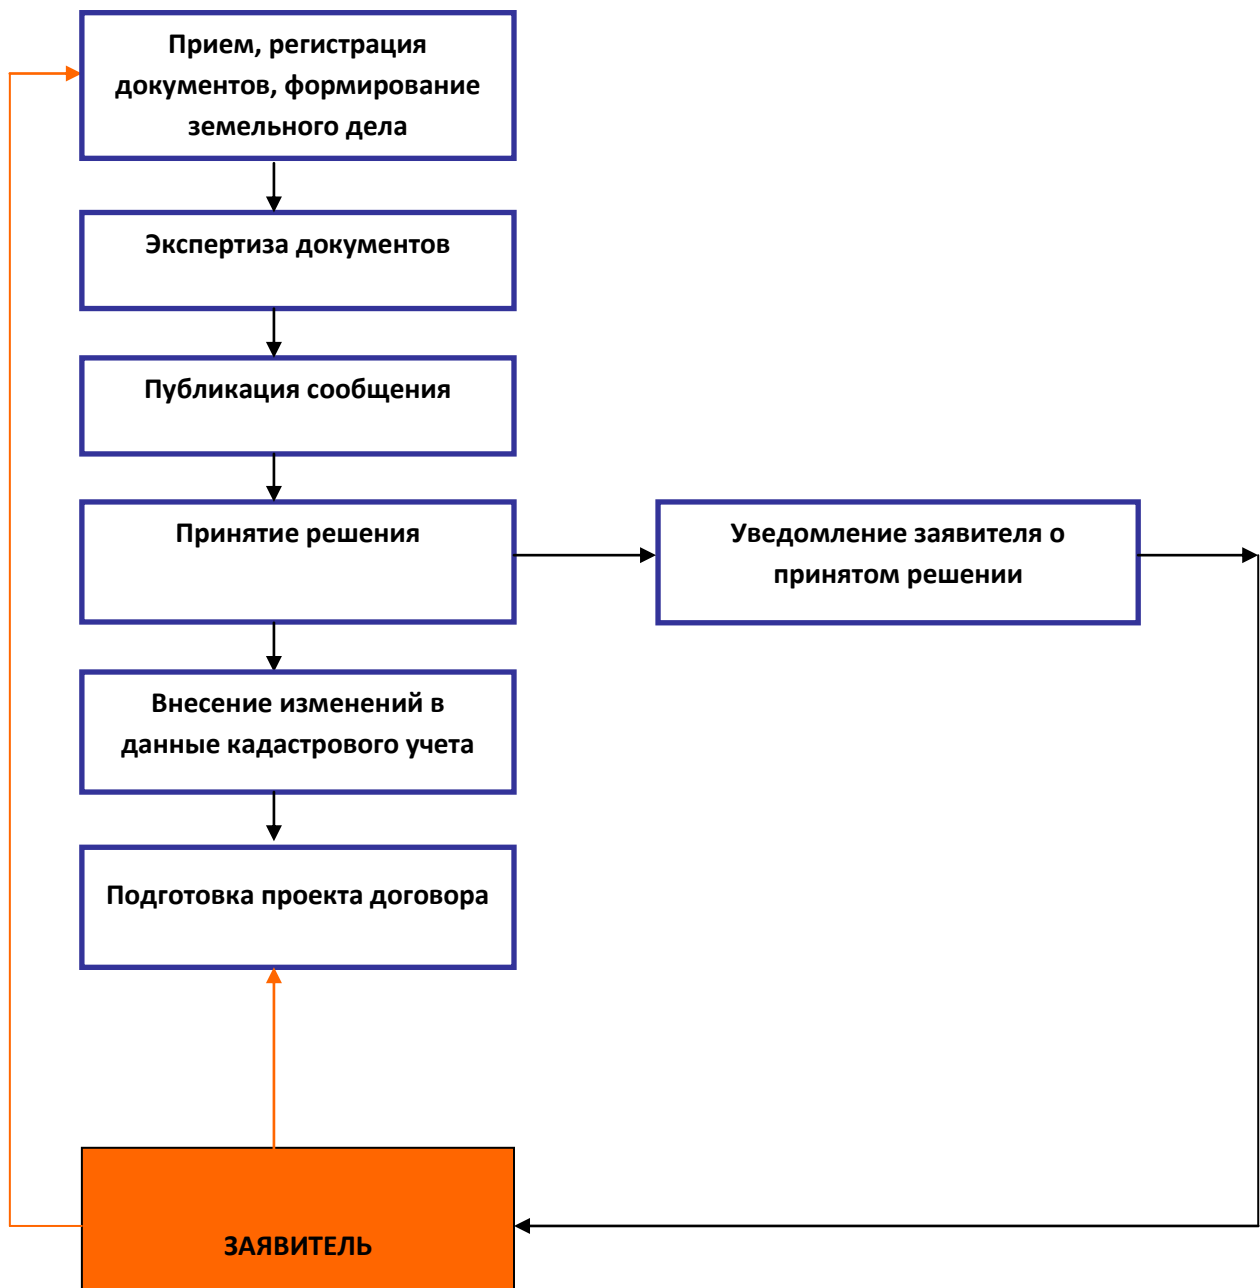 Прием, регистрация
документов, формирование
земельного дела
Экспертиза документов
Публикация сообщения
Принятие решения
Уведомление заявителя о
принятом решении
Внесение изменений в
данные кадастрового учета
Подготовка проекта договора
ЗАЯВИТЕЛЬ